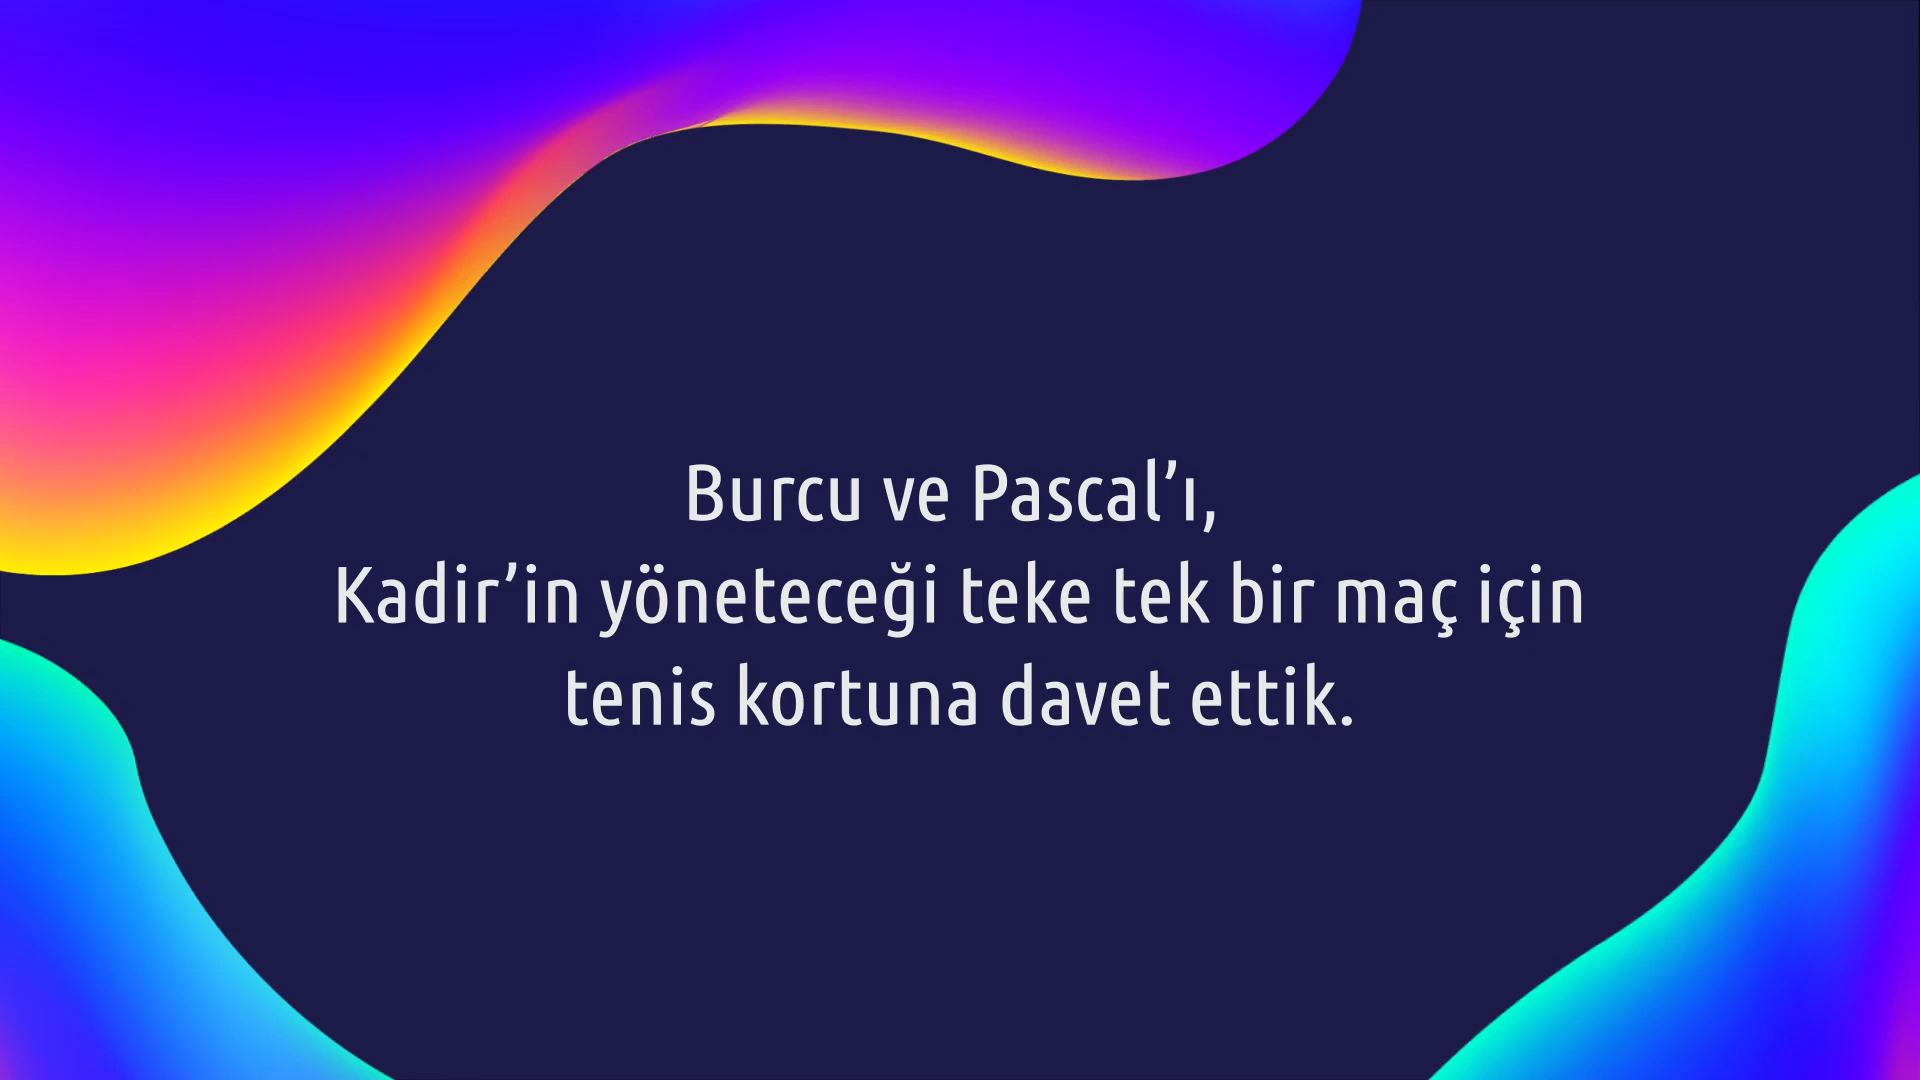 Burcu ve Pascal’ı,
Kadir’in yöneteceği teke tek bir maç için
tenis kortuna davet ettik.